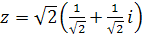 z = √2(1/√2 + 1/√2 i)